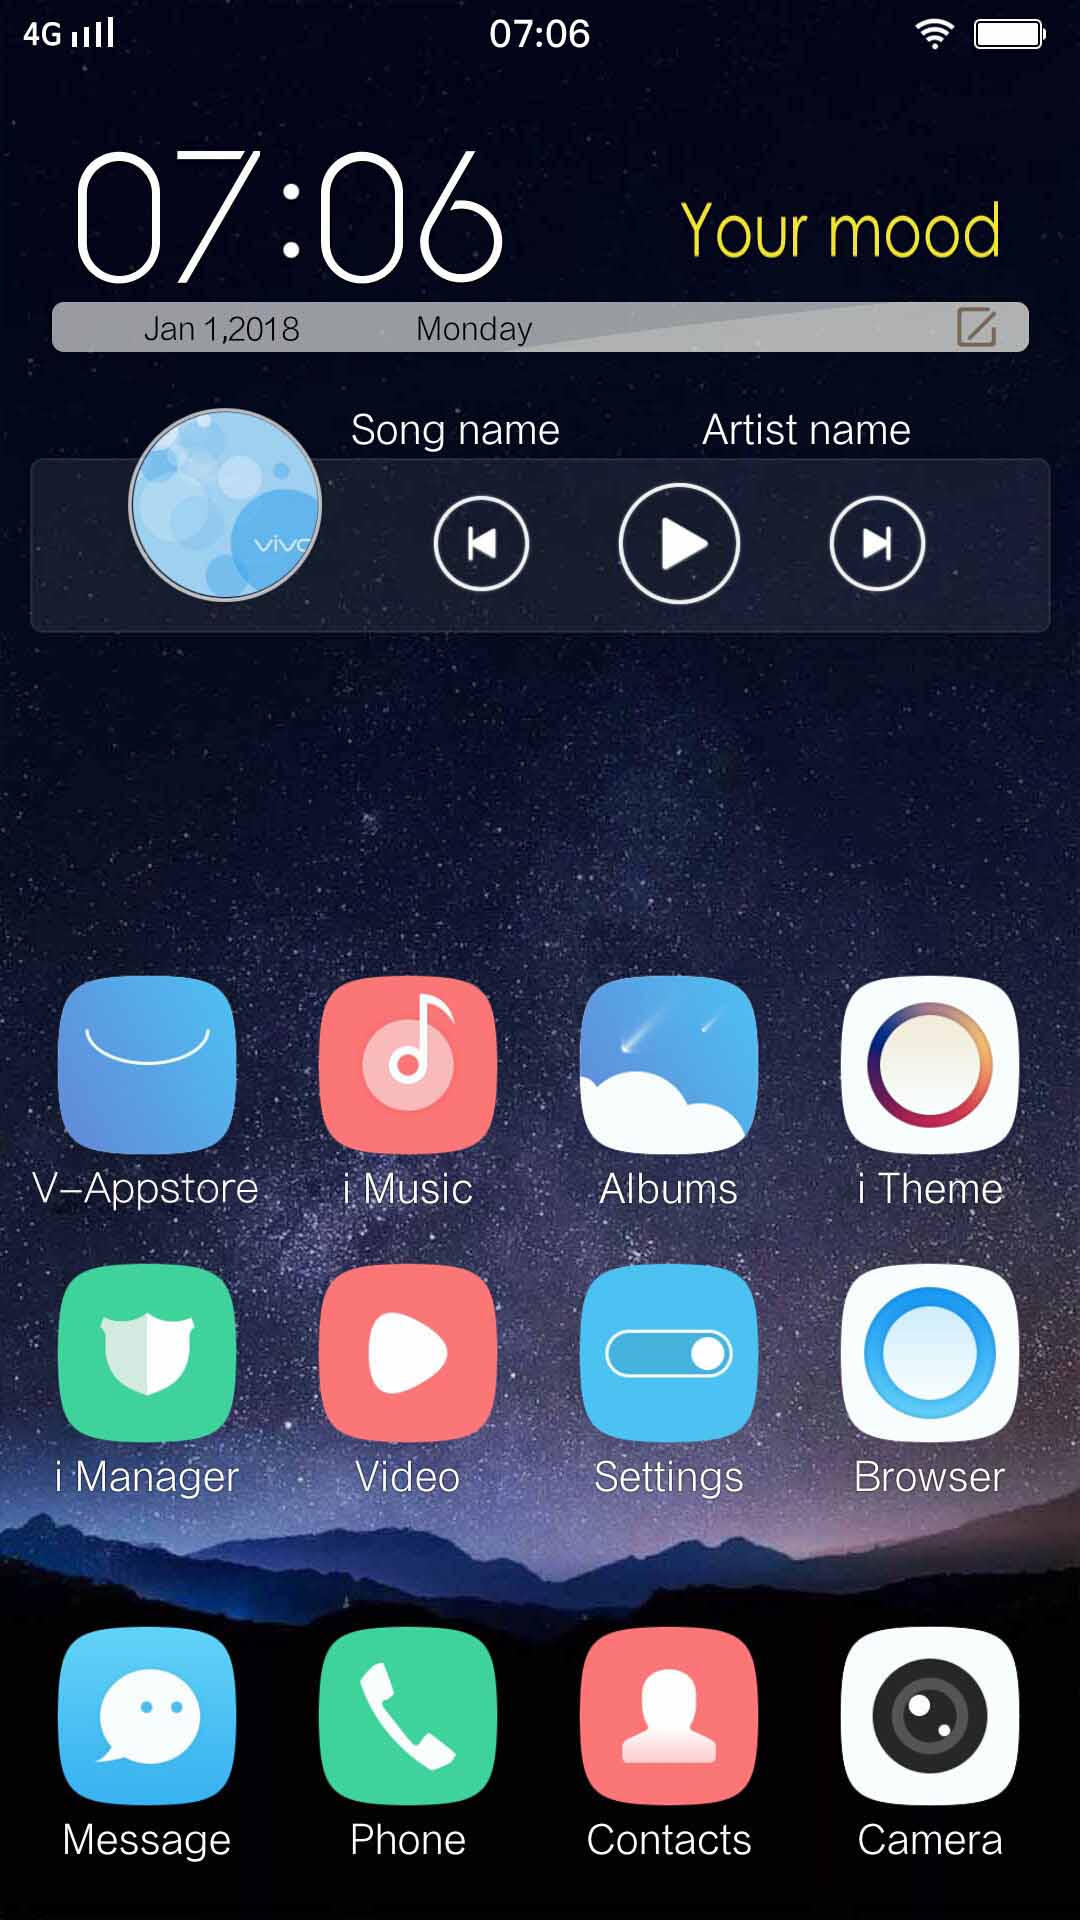 4G 07:06
07:06 Your mood
Jan 1,2018 Monday
Song name Artist name
vivo
V-Appstore i Music Albums i Theme
i Manager Video Settings Browser
Message Phone Contacts Camera